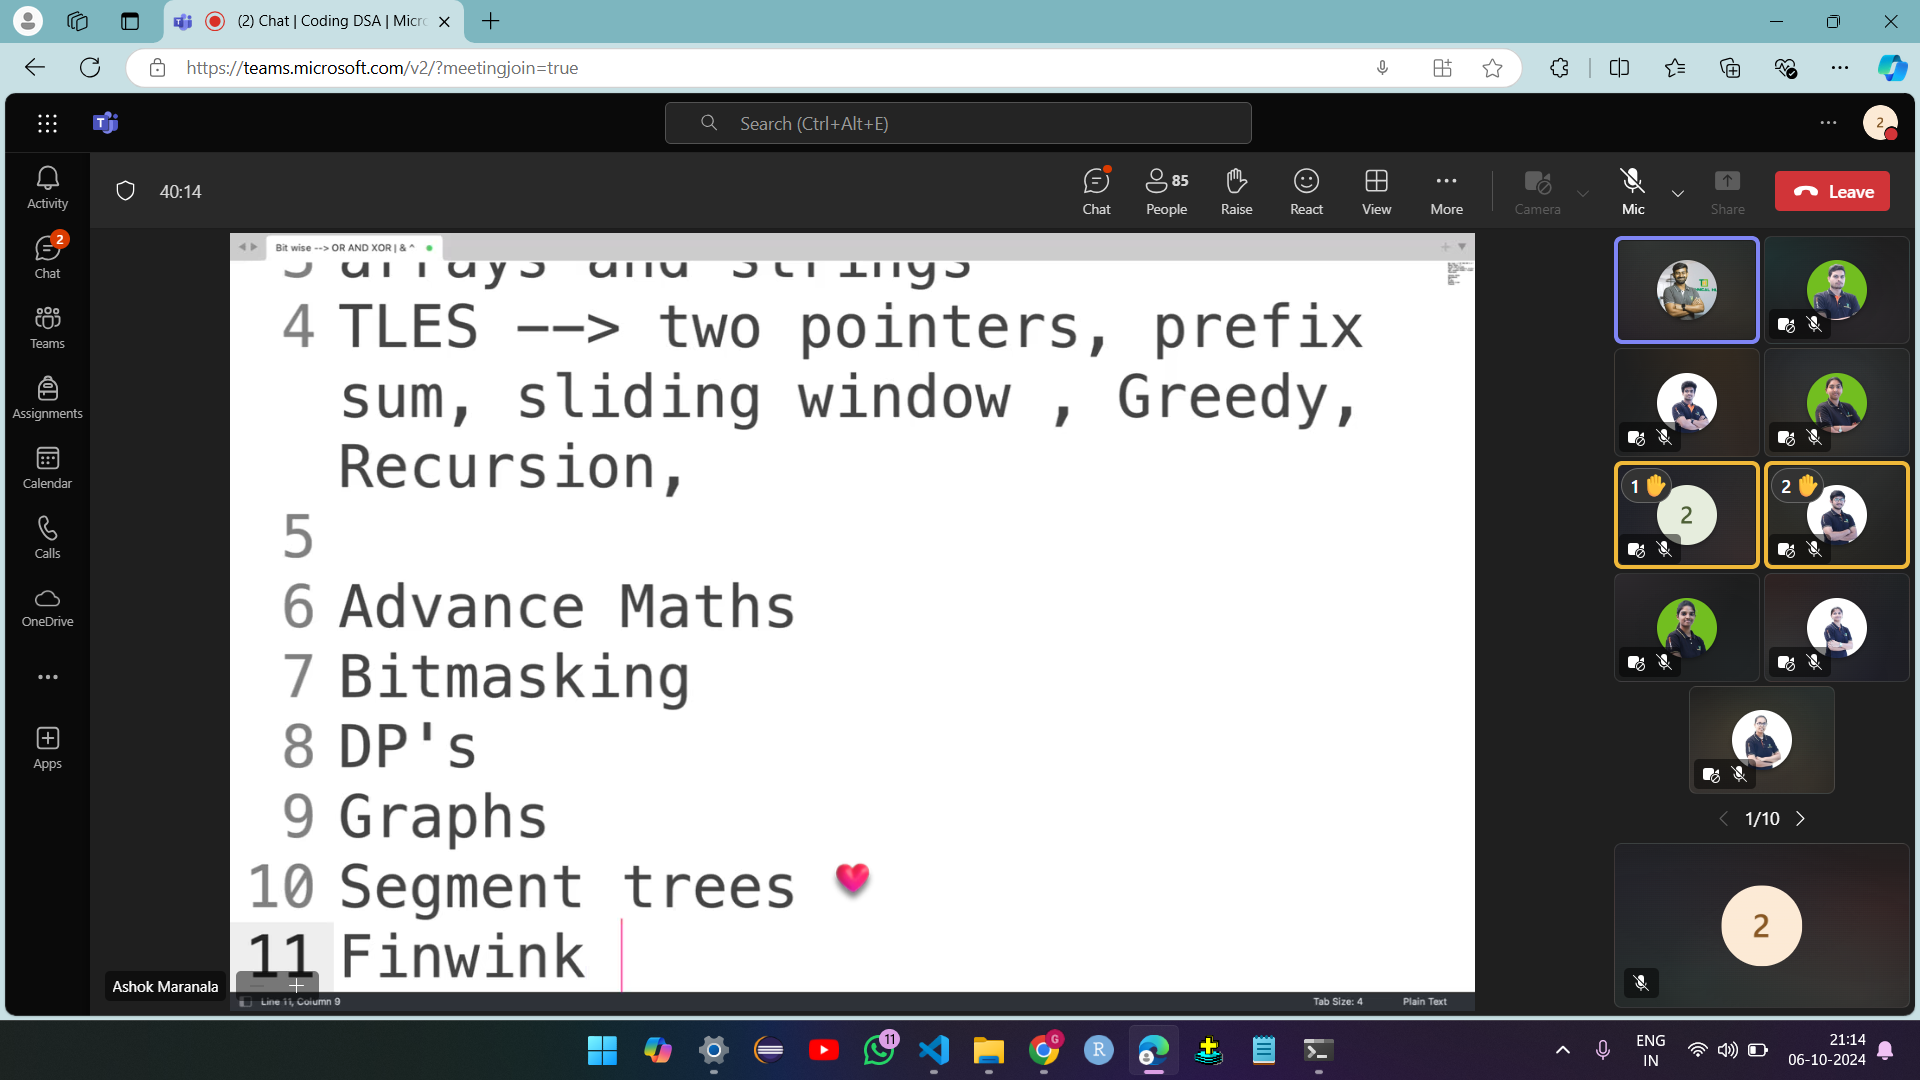 (2) Chat | Coding DSA | Micr
https://teams.microsoft.com/v2/?meetingjoin=true
Search (Ctrl+Alt+E)
2
Activity
2
Chat
Teams
Assignments
Calendar
Calls
OneDrive
Apps
40:14
Chat
85
People
Raise
React
View
More
Camera
Mic
Share
Leave
Bit wise --> OR AND XOR | & ^
3 arrays and strings
4 TLES --> two pointers, prefix
sum, sliding window , Greedy,
Recursion,
5
6 Advance Maths
7 Bitmasking
8 DP's
9 Graphs
10 Segment trees 💗
11 Finwink
Ashok Maranala
Line 11, Column 9
Tab Size: 4
Plain Text
1
2
2
1/10
2
11
G
R
ENG
IN
21:14
06-10-2024